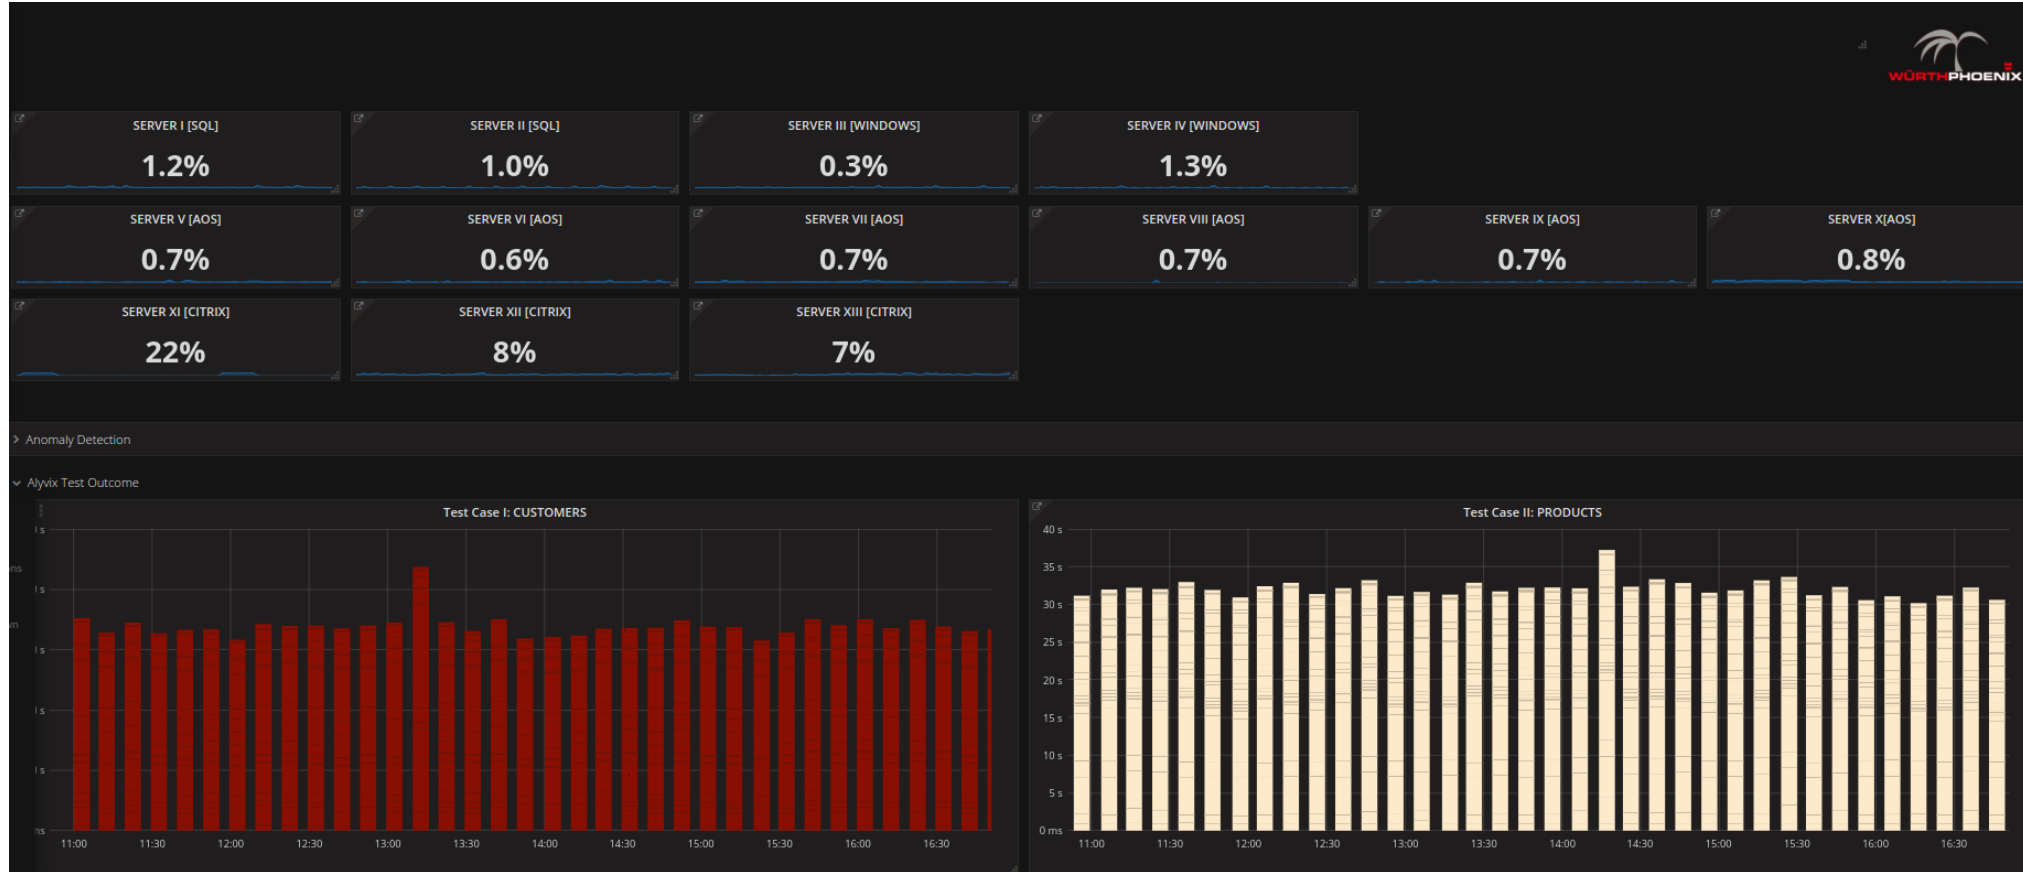 WÜRTHPHOENIX
SERVER I [SQL]
1.2%
SERVER II [SQL]
1.0%
SERVER III [WINDOWS]
0.3%
SERVER IV [WINDOWS]
1.3%
SERVER V [AOS]
0.7%
SERVER VI [AOS]
0.6%
SERVER VII [AOS]
0.7%
SERVER VIII [AOS]
0.7%
SERVER IX [AOS]
0.7%
SERVER X[AOS]
0.8%
SERVER XI [CITRIX]
22%
SERVER XII [CITRIX]
8%
SERVER XIII [CITRIX]
7%
Anomaly Detection
Alyvix Test Outcome
Test Case I: CUSTOMERS
11:00 11:30 12:00 12:30 13:00 13:30 14:00 14:30 15:00 15:30 16:00 16:30
Test Case II: PRODUCTS
40 s
35 s
30 s
25 s
20 s
15 s
10 s
5 s
0 ms
11:00 11:30 12:00 12:30 13:00 13:30 14:00 14:30 15:00 15:30 16:00 16:30